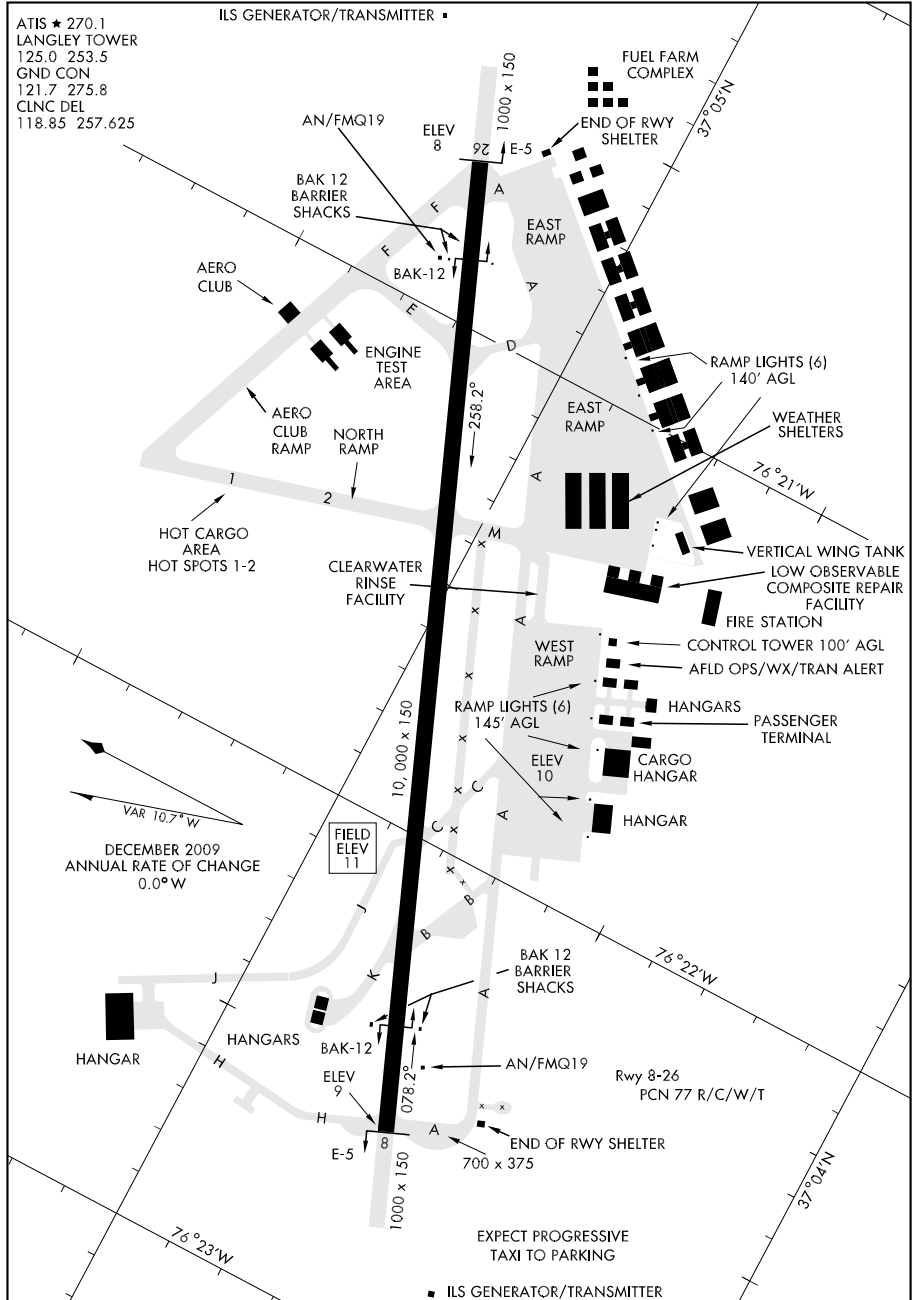 ATIS ★ 270.1
LANGLEY TOWER
125.0 253.5
GND CON
121.7 275.8
CLNC DEL
118.85 257.625
ILS GENERATOR/TRANSMITTER
FUEL FARM
COMPLEX
37°05'N
1000 x 150
END OF RWY
SHELTER
AN/FMQ19
ELEV
8
26
E-5
BAK 12
BARRIER
SHACKS
A
F
F
EAST
RAMP
BAK-12
A
AERO
CLUB
E
D
ENGINE
TEST
AREA
RAMP LIGHTS (6)
140' AGL
258.2°
AERO
CLUB
RAMP
NORTH
RAMP
EAST
RAMP
WEATHER
SHELTERS
A
76°21'W
1
2
HOT CARGO
AREA
HOT SPOTS 1-2
M
x
VERTICAL WING TANK
CLEARWATER
RINSE
FACILITY
LOW OBSERVABLE
COMPOSITE REPAIR
FACILITY
x
A
FIRE STATION
WEST
RAMP
CONTROL TOWER 100' AGL
AFLD OPS/WX/TRAN ALERT
x
RAMP LIGHTS (6)
145' AGL
HANGARS
PASSENGER
TERMINAL
x
10,000 x 150
x
ELEV
10
CARGO
HANGAR
x
C
C
A
HANGAR
VAR 10.7°W
x
DECEMBER 2009
ANNUAL RATE OF CHANGE
0.0°W
FIELD
ELEV
11
x
x
x
B
J
B
76°22'W
BAK 12
BARRIER
SHACKS
J
K
A
HANGAR
HANGARS
BAK-12
H
AN/FMQ19
ELEV
9
078.2°
Rwy 8-26
PCN 77 R/C/W/T
x x
H
8
A
END OF RWY SHELTER
E-5
700 x 375
1000 x 150
37°04'N
76°23'W
EXPECT PROGRESSIVE
TAXI TO PARKING
ILS GENERATOR/TRANSMITTER